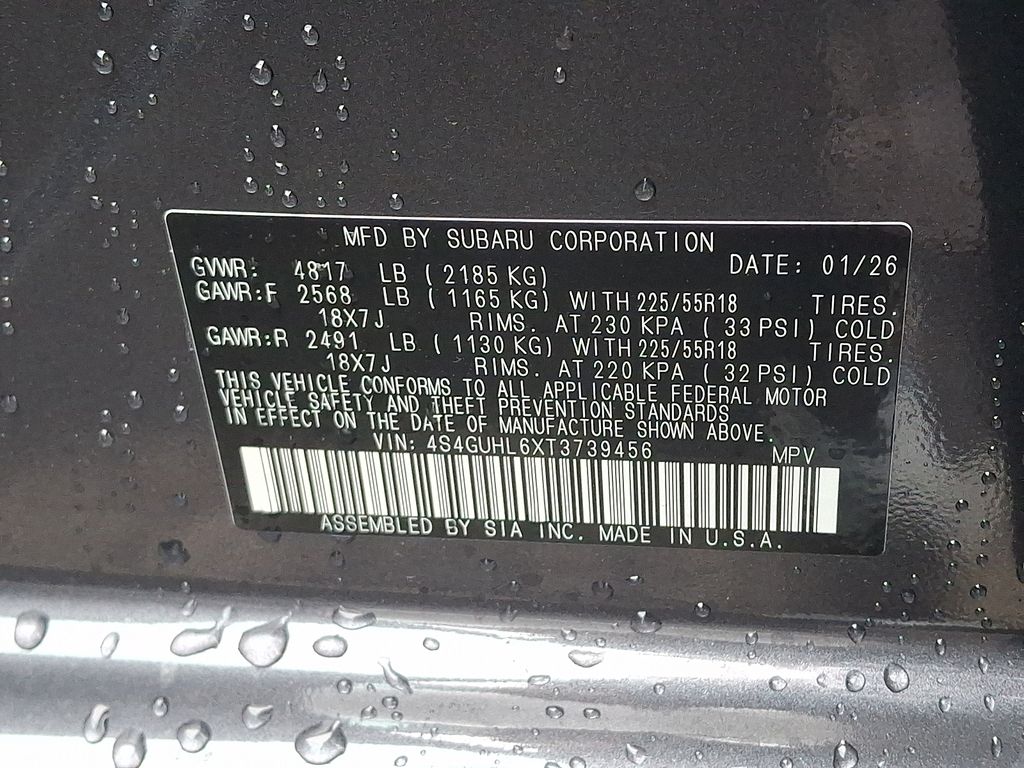 MFD BY SUBARU CORPORATION
GVWR: 4817 LB ( 2185 KG) DATE: 01/26
GAWR:F 2568 LB ( 1165 KG) WITH 225/55R18 TIRES.
18X7J RIMS. AT 230 KPA ( 33 PSI) COLD
GAWR:R 2491 LB ( 1130 KG) WITH 225/55R18 TIRES.
18X7J RIMS. AT 220 KPA ( 32 PSI) COLD
THIS VEHICLE CONFORMS TO ALL APPLICABLE FEDERAL MOTOR
VEHICLE SAFETY AND THEFT PREVENTION STANDARDS
IN EFFECT ON THE DATE OF MANUFACTURE SHOWN ABOVE.
VIN: 4S4GUHL6XT3739456 MPV
ASSEMBLED BY SIA INC. MADE IN U.S.A.